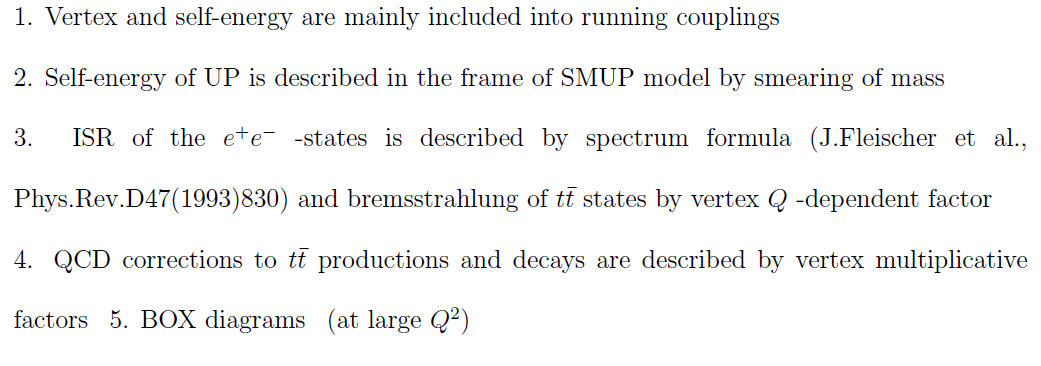 1. Vertex and self-energy are mainly included into running couplings
2. Self-energy of UP is described in the frame of SMUP model by smearing of mass
3. ISR of the e⁺e⁻ -states is described by spectrum formula (J.Fleischer et al.,
Phys.Rev.D47(1993)830) and bremsstrahlung of tt̄ states by vertex Q -dependent factor
4. QCD corrections to tt̄ productions and decays are described by vertex multiplicative
factors 5. BOX diagrams (at large Q²)